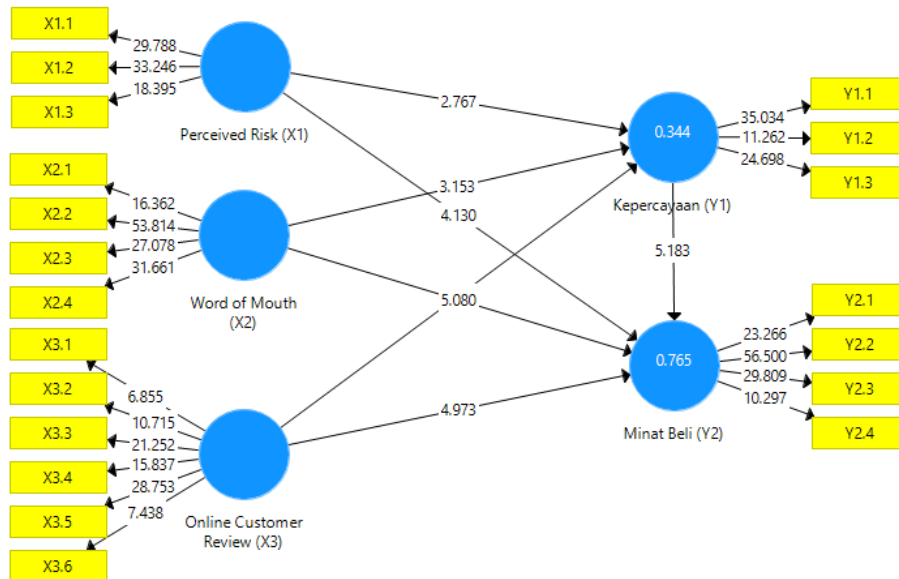 X1.1
29.788
X1.2
33.246
X1.3
18.395
Perceived Risk (X1)
2.767
4.130
X2.1
16.362
X2.2
53.814
X2.3
27.078
X2.4
31.661
Word of Mouth
(X2)
3.153
5.080
X3.1
6.855
X3.2
10.715
X3.3
21.252
X3.4
15.837
X3.5
28.753
X3.6
7.438
Online Customer
Review (X3)
4.973
0.344
Kepercayaan (Y1)
35.034
Y1.1
11.262
Y1.2
24.698
Y1.3
5.183
0.765
Minat Beli (Y2)
23.266
Y2.1
56.500
Y2.2
29.809
Y2.3
10.297
Y2.4